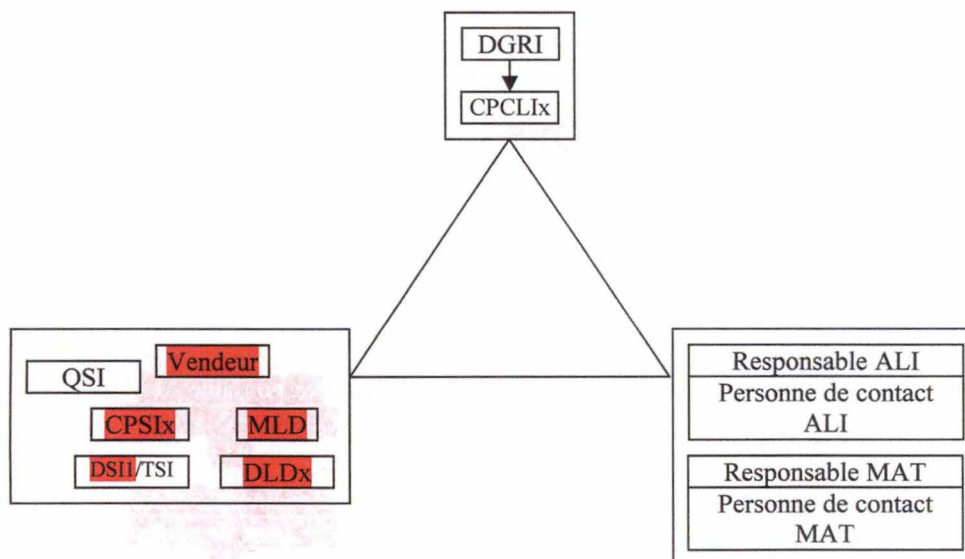 DGRI
CPCLIx
Vendeur
QSI
CPSIx
MLD
DSI1/TSI
DLDx
Responsable ALI
Personne de contact
ALI
Responsable MAT
Personne de contact
MAT